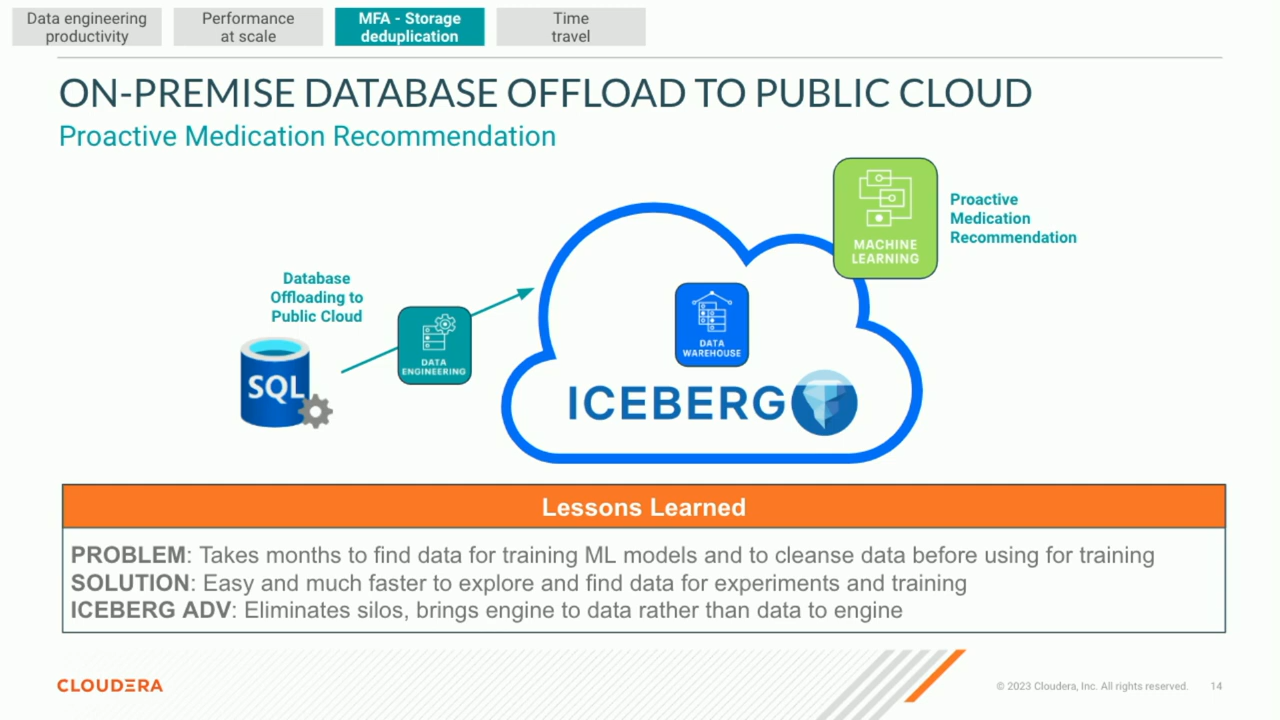 Data engineering
productivity
Performance
at scale
MFA - Storage
deduplication
Time
travel
ON-PREMISE DATABASE OFFLOAD TO PUBLIC CLOUD
Proactive Medication Recommendation
MACHINE
LEARNING
Proactive
Medication
Recommendation
Database
Offloading to
Public Cloud
SQL
DATA
ENGINEERING
DATA
WAREHOUSE
ICEBERG
Lessons Learned
PROBLEM: Takes months to find data for training ML models and to cleanse data before using for training
SOLUTION: Easy and much faster to explore and find data for experiments and training
ICEBERG ADV: Eliminates silos, brings engine to data rather than data to engine
CLOUDERA
© 2023 Cloudera, Inc. All rights reserved. 14